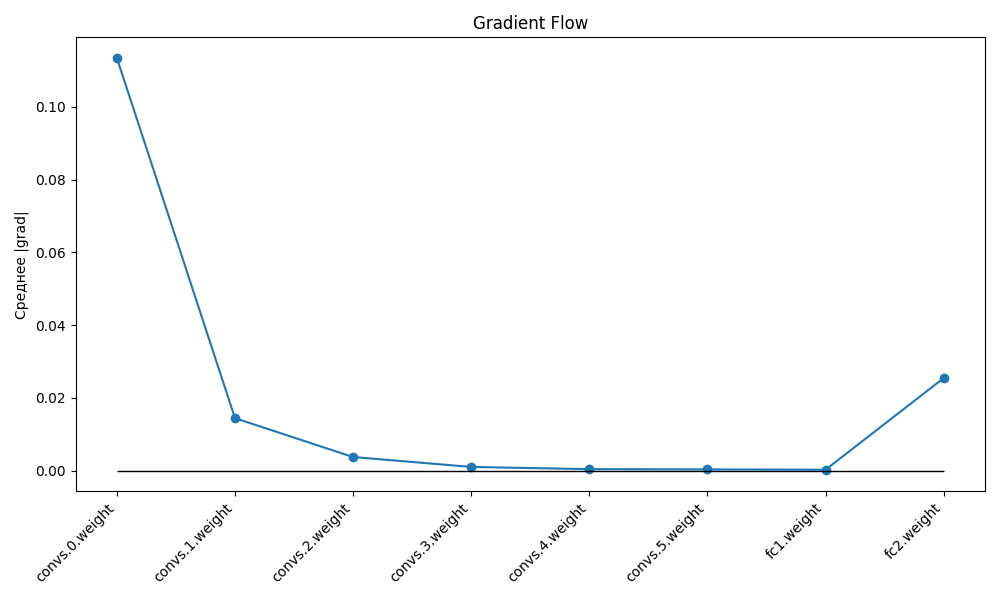 Gradient Flow
Среднее |grad|
0.10
0.08
0.06
0.04
0.02
0.00
convs.0.weight
convs.1.weight
convs.2.weight
convs.3.weight
convs.4.weight
convs.5.weight
fc1.weight
fc2.weight